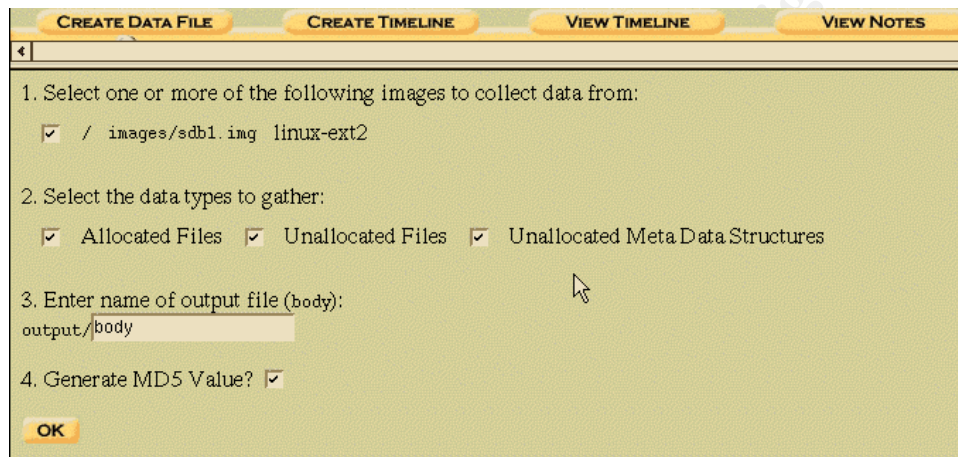 CREATE DATA FILE CREATE TIMELINE VIEW TIMELINE VIEW NOTES
1. Select one or more of the following images to collect data from:
/ images/sdb1.img linux-ext2
2. Select the data types to gather:
Allocated Files Unallocated Files Unallocated Meta Data Structures
3. Enter name of output file (body):
output/body
4. Generate MD5 Value?
OK